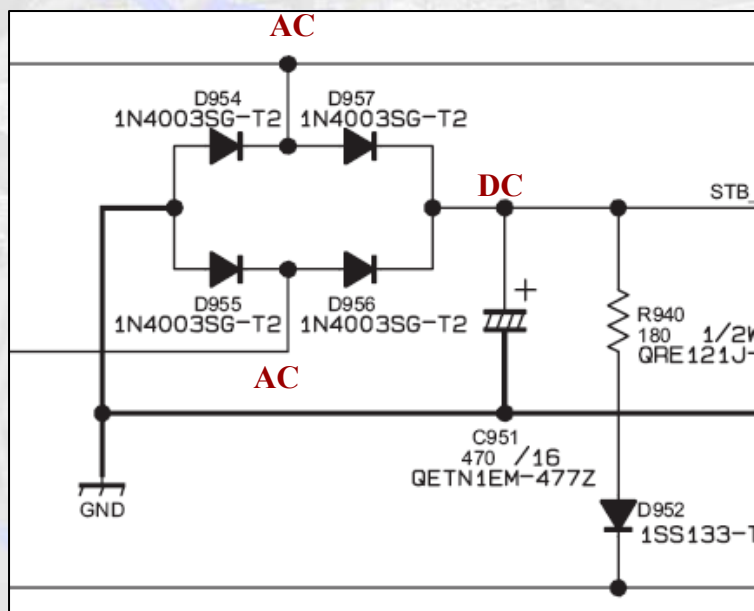 AC
D954
1N4003SG-T2
D957
1N4003SG-T2
DC
STB_
D955
1N4003SG-T2
D956
1N4003SG-T2
+
R940
180 1/2W
QRE121J-
AC
C951
470 /16
QETN1EM-477Z
GND
D952
1SS133-T